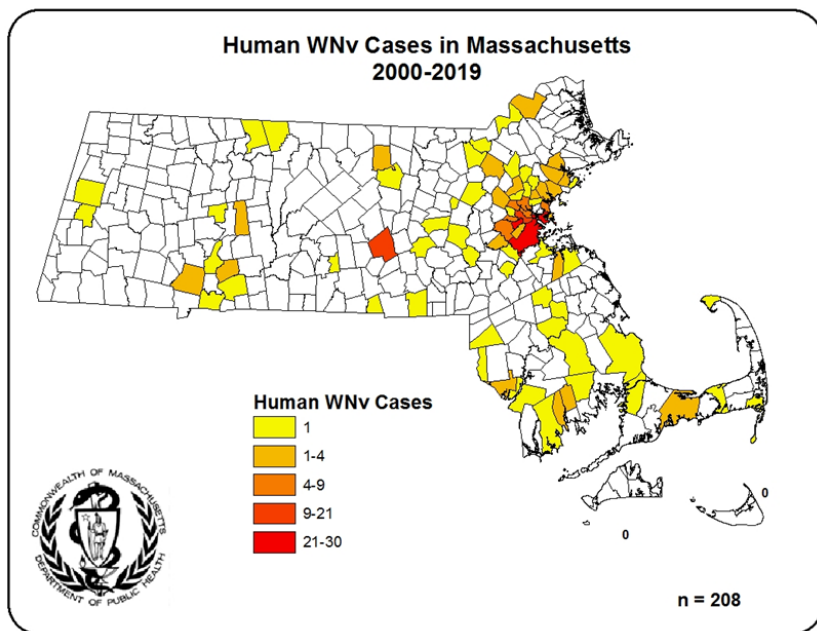 Human WNv Cases in Massachusetts
2000-2019
Human WNv Cases
1
1-4
4-9
9-21
21-30
COMMONWEALTH OF MASSACHUSETTS
DEPARTMENT OF PUBLIC HEALTH
0
0
n = 208